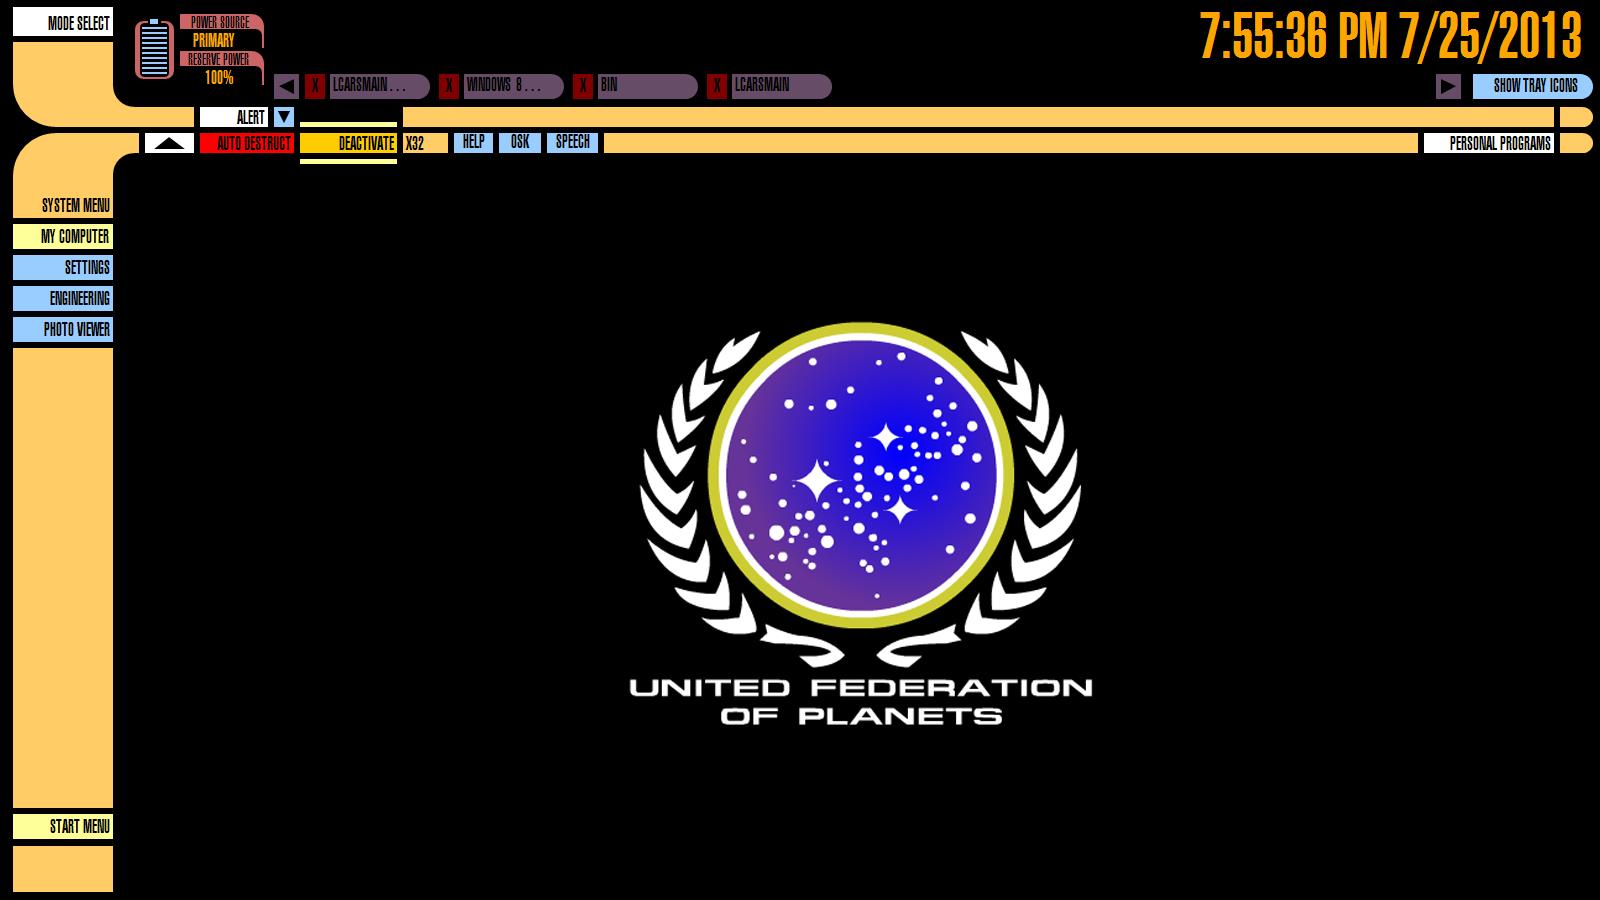 MODE SELECT
POWER SOURCE
PRIMARY
RESERVE POWER
100%
7:55:36 PM 7/25/2013
X LCARSMAIN... X WINDOWS 8... X BIN X LCARSMAIN
SHOW TRAY ICONS
ALERT
AUTO DESTRUCT DEACTIVATE X32 HELP OSK SPEECH PERSONAL PROGRAMS
SYSTEM MENU
MY COMPUTER
SETTINGS
ENGINEERING
PHOTO VIEWER
UNITED FEDERATION
OF PLANETS
START MENU